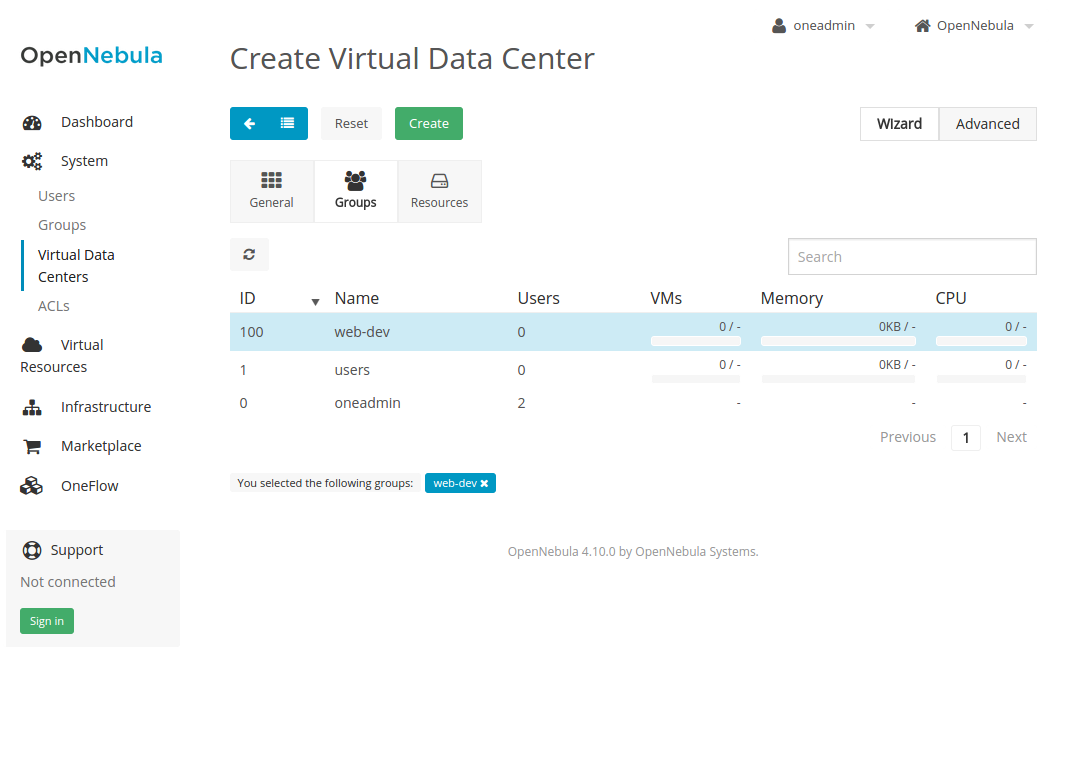 oneadmin OpenNebula
OpenNebula
Create Virtual Data Center
Reset Create Wizard Advanced
Dashboard
System
Users
Groups
Virtual Data
Centers
ACLs
Virtual
Resources
Infrastructure
Marketplace
OneFlow
Support
Not connected
Sign in
General Groups Resources
Search
ID Name Users VMs Memory CPU
100 web-dev 0 0 / - 0KB / - 0 / -
1 users 0 0 / - 0KB / - 0 / -
0 oneadmin 2 - - -
Previous 1 Next
You selected the following groups: web-dev
OpenNebula 4.10.0 by OpenNebula Systems.